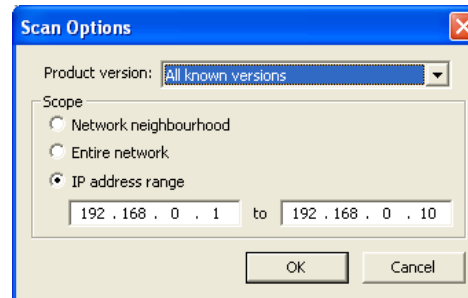 Scan Options
Product version: All known versions
Scope
Network neighbourhood
Entire network
IP address range
192 . 168 . 0 . 1 to 192 . 168 . 0 . 10
OK Cancel